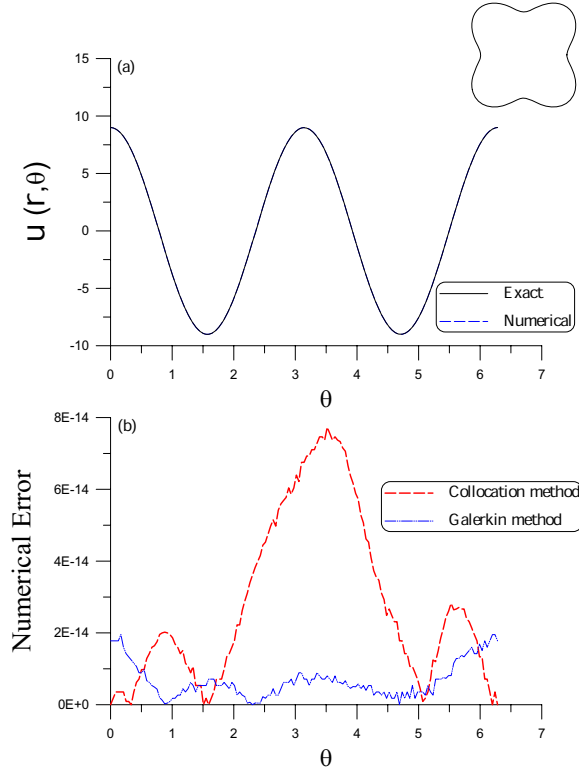 (a)
15
10
5
0
-5
-10
u (r,θ)
Exact
Numerical
0 1 2 3 4 5 6 7
θ
(b)
8E-14
6E-14
4E-14
2E-14
0E+0
Numerical Error
Collocation method
Galerkin method
0 1 2 3 4 5 6 7
θ